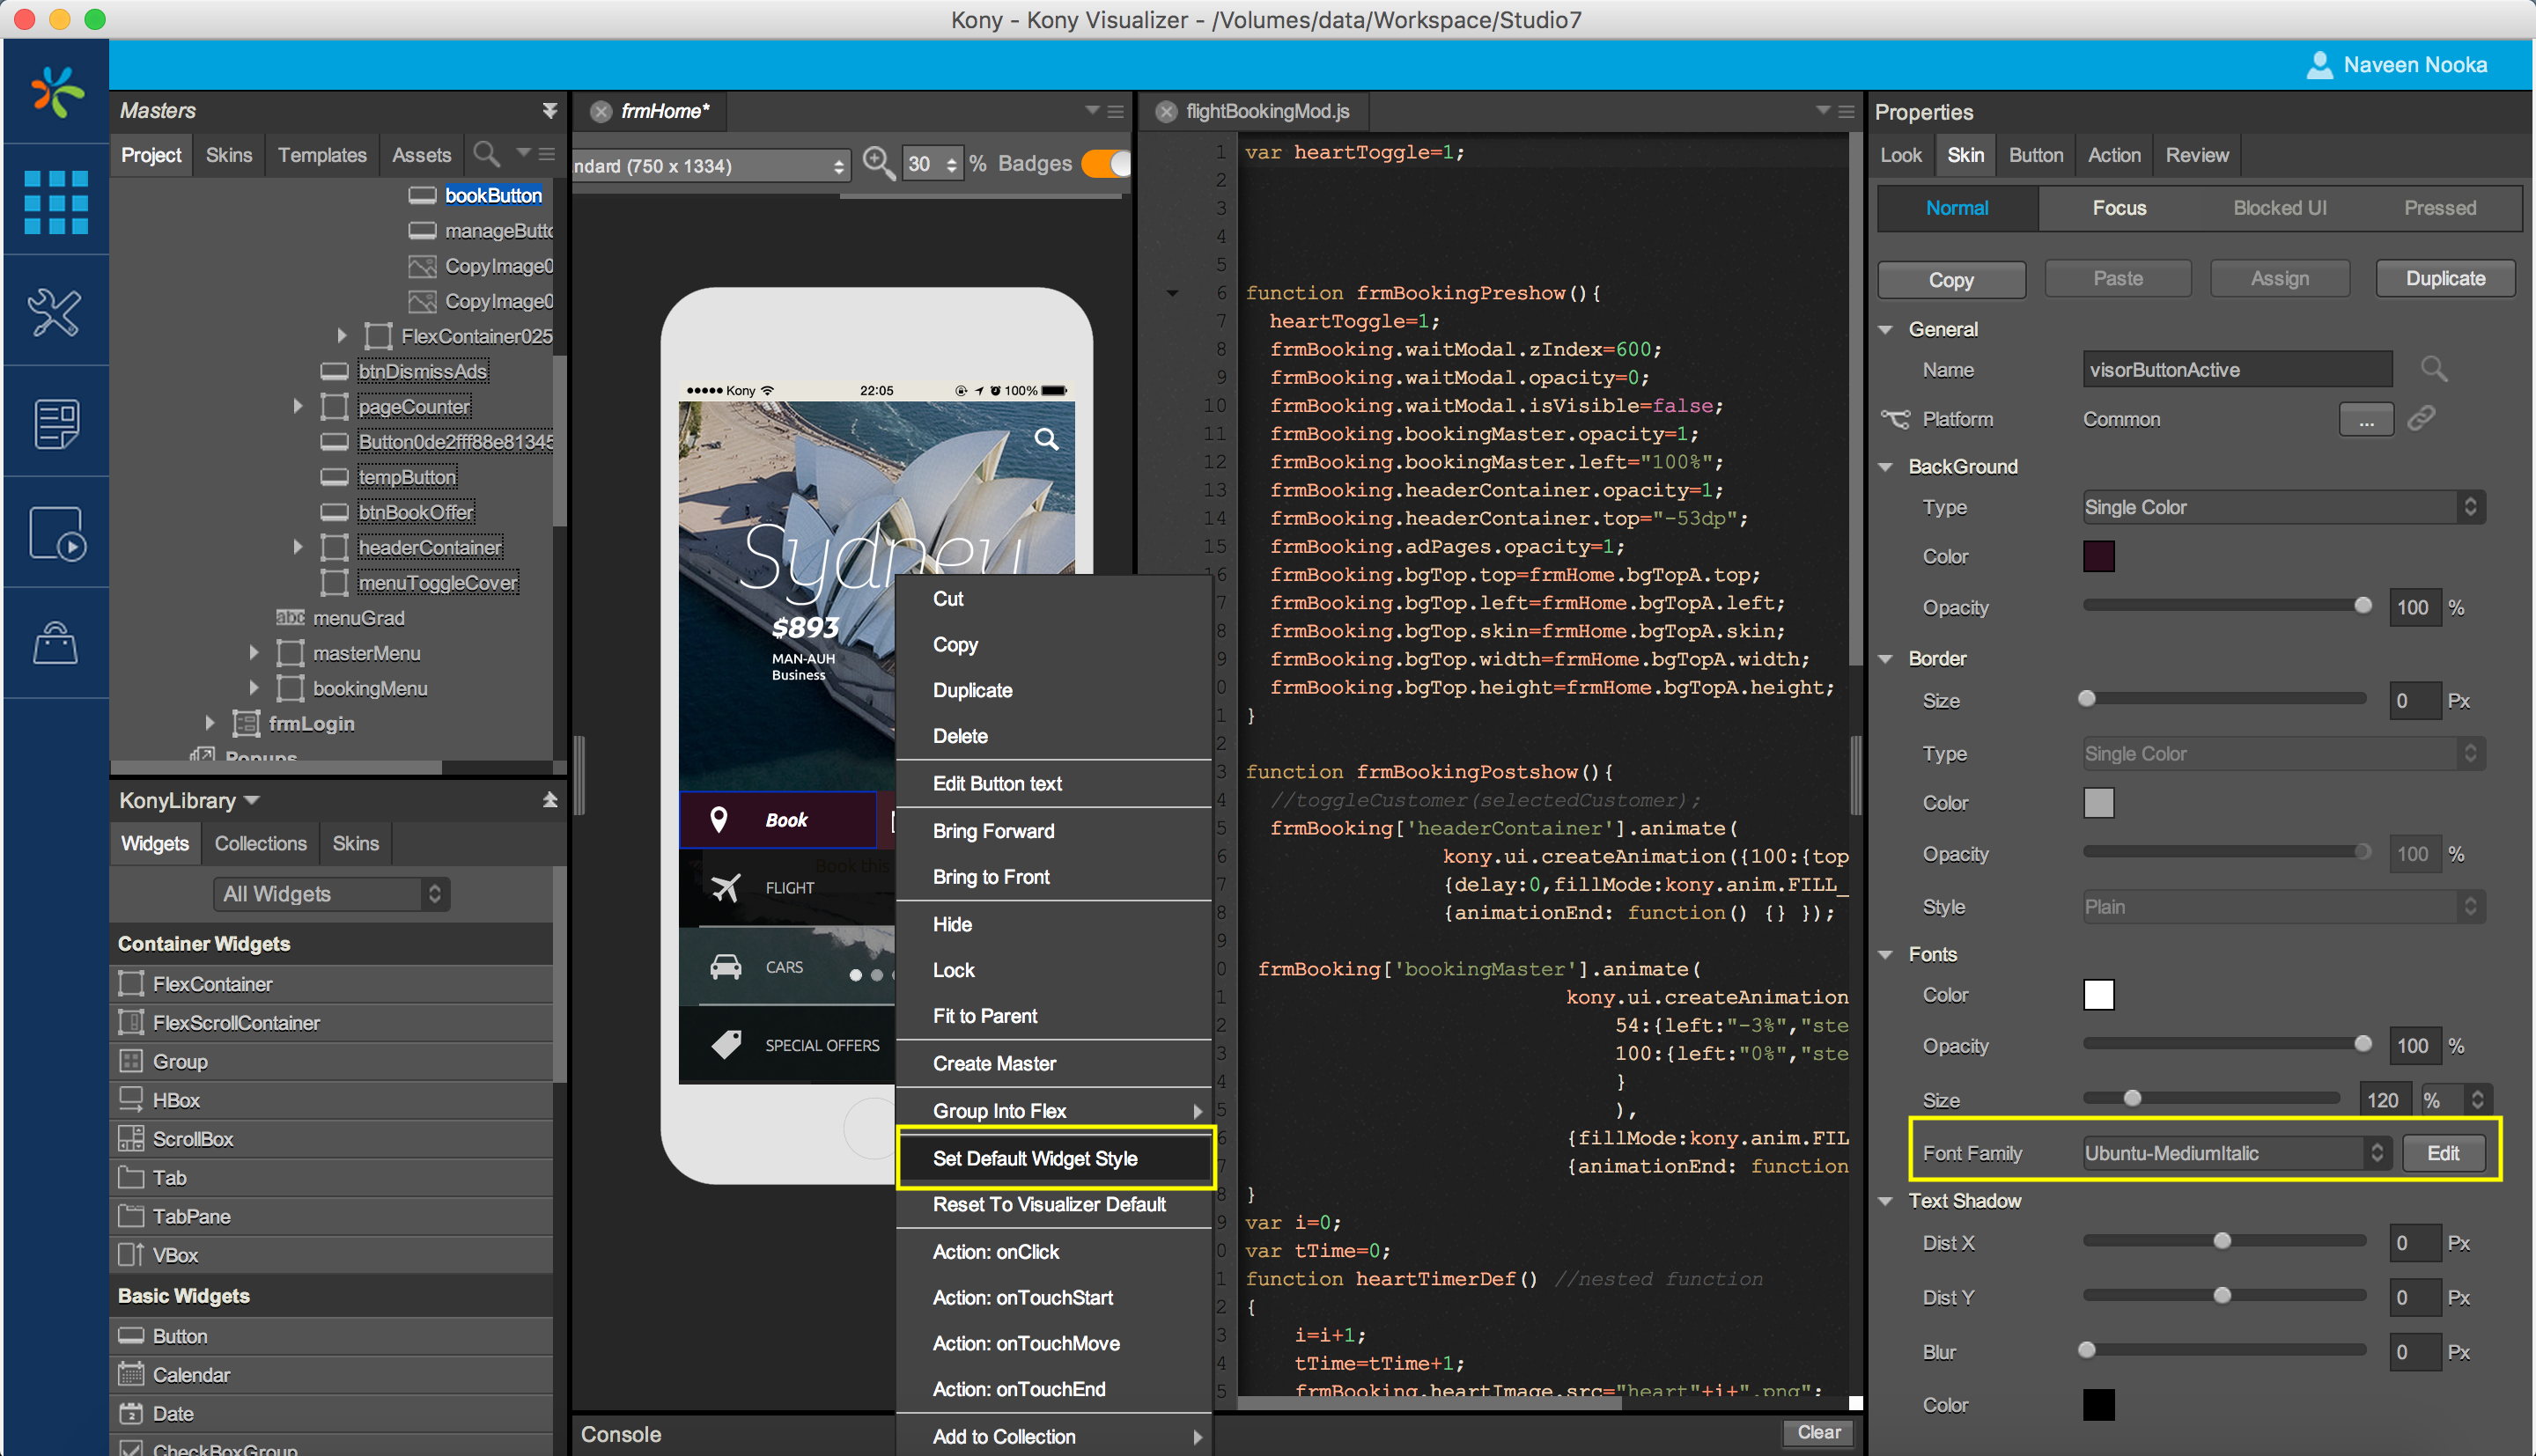 Kony - Kony Visualizer - /Volumes/data/Workspace/Studio7
Naveen Nooka
Masters
Project Skins Templates Assets
bookButton
manageButto
CopyImage0
CopyImage0
FlexContainer025
btnDismissAds
pageCounter
Button0de2fff88e81345
tempButton
btnBookOffer
headerContainer
menuToggleCover
abc menuGrad
masterMenu
bookingMenu
frmLogin
Popups
KonyLibrary
Widgets Collections Skins
All Widgets
Container Widgets
FlexContainer
FlexScrollContainer
Group
HBox
ScrollBox
Tab
TabPane
VBox
Basic Widgets
Button
Calendar
Date
CheckBoxGroup
frmHome*
ndard (750 x 1334) 30 % Badges
Kony 22:05 100%
Sydney
$893
MAN-AUH
Business
Book
Book this
FLIGHT
CARS
SPECIAL OFFERS
Cut
Copy
Duplicate
Delete
Edit Button text
Bring Forward
Bring to Front
Hide
Lock
Fit to Parent
Create Master
Group Into Flex
Set Default Widget Style
Reset To Visualizer Default
Action: onClick
Action: onTouchStart
Action: onTouchMove
Action: onTouchEnd
Add to Collection
Console
Clear
flightBookingMod.js
1 var heartToggle=1;
2
3
4
5
6 function frmBookingPreshow(){
7 heartToggle=1;
8 frmBooking.waitModal.zIndex=600;
9 frmBooking.waitModal.opacity=0;
10 frmBooking.waitModal.isVisible=false;
11 frmBooking.bookingMaster.opacity=1;
12 frmBooking.bookingMaster.left="100%";
13 frmBooking.headerContainer.opacity=1;
14 frmBooking.headerContainer.top="-53dp";
15 frmBooking.adPages.opacity=1;
16 frmBooking.bgTop.top=frmHome.bgTopA.top;
7 frmBooking.bgTop.left=frmHome.bgTopA.left;
8 frmBooking.bgTop.skin=frmHome.bgTopA.skin;
9 frmBooking.bgTop.width=frmHome.bgTopA.width;
0 frmBooking.bgTop.height=frmHome.bgTopA.height;
1 }
2
3 function frmBookingPostshow(){
4 //toggleCustomer(selectedCustomer);
5 frmBooking['headerContainer'].animate(
6 kony.ui.createAnimation({100:{top
7 {delay:0,fillMode:kony.anim.FILL_
8 {animationEnd: function() {} });
9
0 frmBooking['bookingMaster'].animate(
1 kony.ui.createAnimation
2 54:{left:"-3%","ste
3 100:{left:"0%","ste
4 }
5 ),
6 {fillMode:kony.anim.FIL
7 {animationEnd: function
8 }
9 var i=0;
0 var tTime=0;
1 function heartTimerDef() //nested function
2 {
3 i=i+1;
4 tTime=tTime+1;
5 frmBooking.heartImage.src="heart"+i+".png";
Properties
Look Skin Button Action Review
Normal Focus Blocked UI Pressed
Copy Paste Assign Duplicate
General
Name visorButtonActive
Platform Common ...
BackGround
Type Single Color
Color
Opacity 100 %
Border
Size 0 Px
Type Single Color
Color
Opacity 100 %
Style Plain
Fonts
Color
Opacity 100 %
Size 120 %
Font Family Ubuntu-MediumItalic Edit
Text Shadow
Dist X 0 Px
Dist Y 0 Px
Blur 0 Px
Color